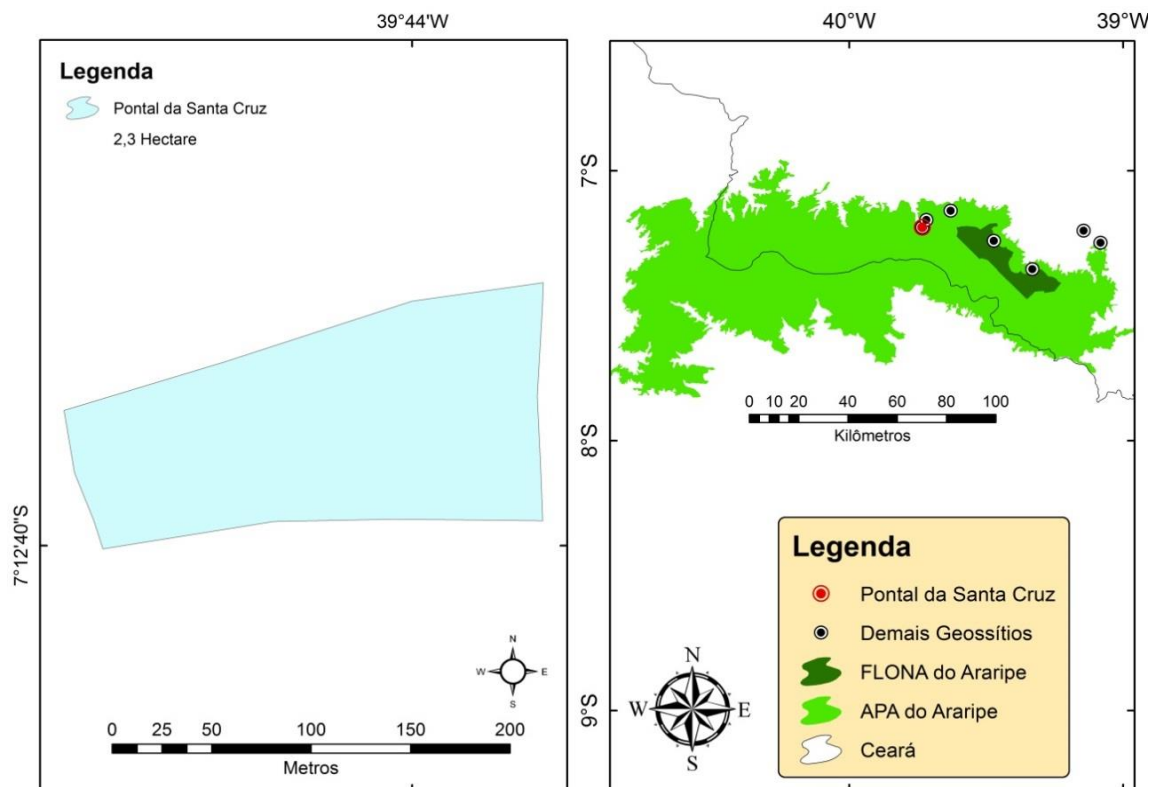 39°44'W
Legenda
Pontal da Santa Cruz
2,3 Hectare
7°12'40"S
N
W E
S
0 25 50 100 150 200
Metros
40°W 39°W
7°S
8°S
9°S
0 10 20 40 60 80 100
Kilômetros
N
W E
S
Legenda
Pontal da Santa Cruz
Demais Geossítios
FLONA do Araripe
APA do Araripe
Ceará